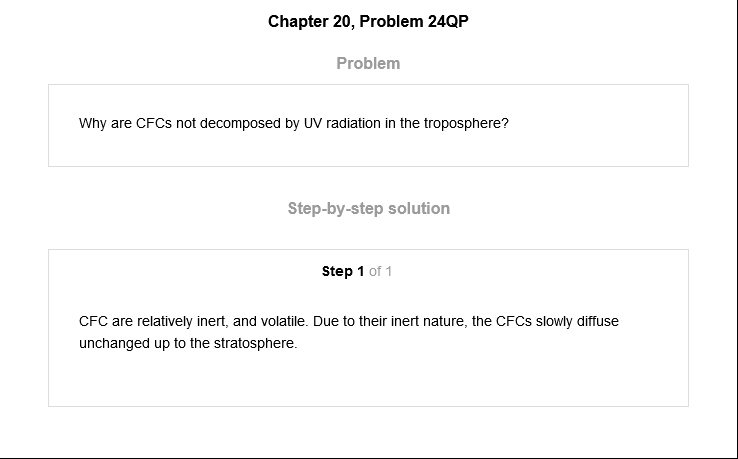 Chapter 20, Problem 24QP
Problem
Why are CFCs not decomposed by UV radiation in the troposphere?
Step-by-step solution
Step 1 of 1
CFC are relatively inert, and volatile. Due to their inert nature, the CFCs slowly diffuse
unchanged up to the stratosphere.